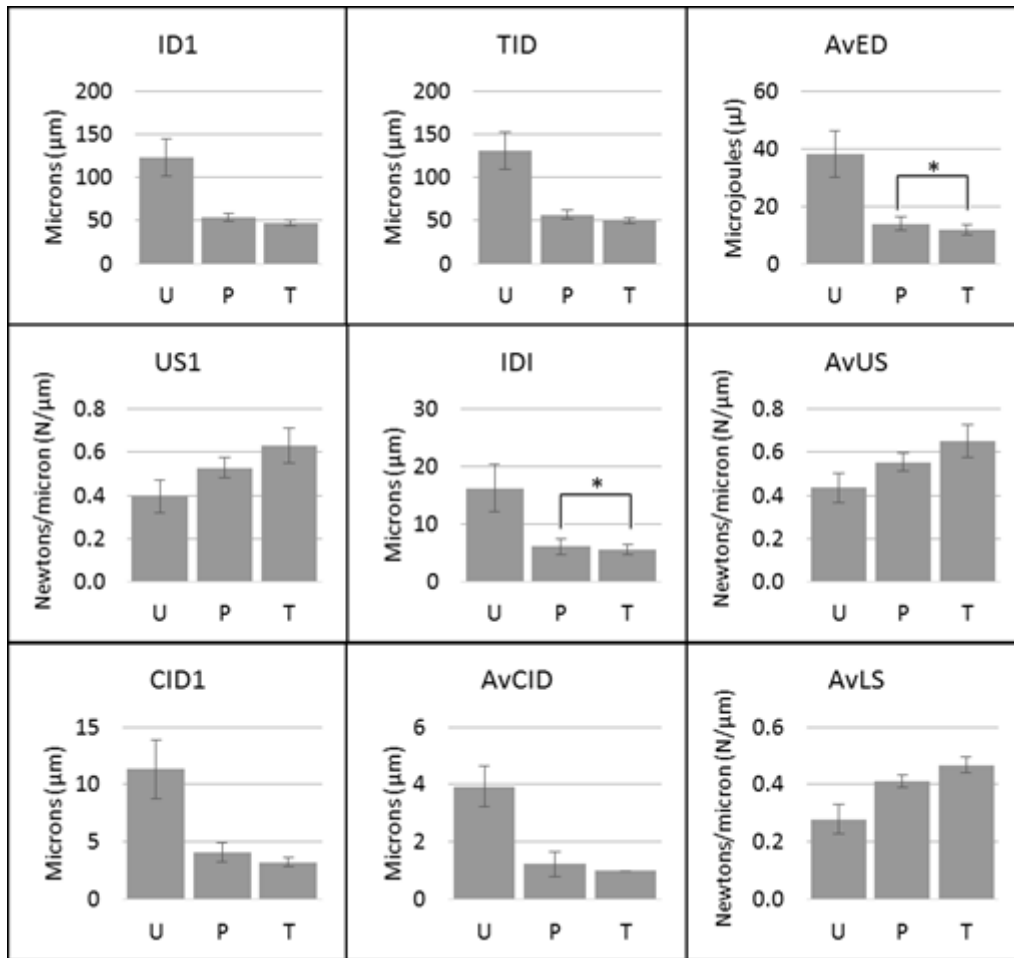 ID1
Microns (µm)
200
150
100
50
0
U P T
TID
Microns (µm)
200
150
100
50
0
U P T
AvED
Microjoules (µJ)
60
40
20
0
*
U P T
US1
Newtons/micron (N/µm)
0.8
0.6
0.4
0.2
0.0
U P T
IDI
Microns (µm)
30
20
10
0
*
U P T
AvUS
Newtons/micron (N/µm)
0.8
0.6
0.4
0.2
0.0
U P T
CID1
Microns (µm)
15
10
5
0
U P T
AvCID
Microns (µm)
6
4
2
0
U P T
AvLS
Newtons/micron (N/µm)
0.6
0.4
0.2
0.0
U P T